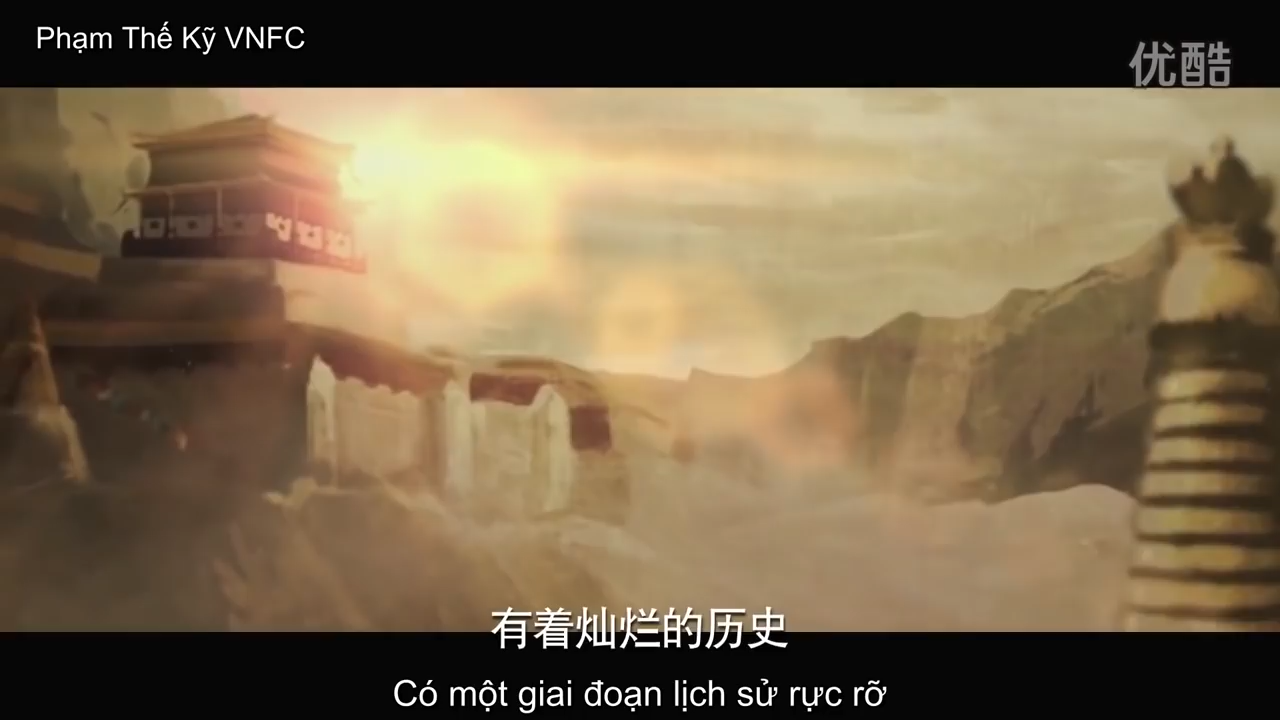 Phạm Thế Kỹ VNFC
优酷
有着灿烂的历史
Có một giai đoạn lịch sử rực rỡ